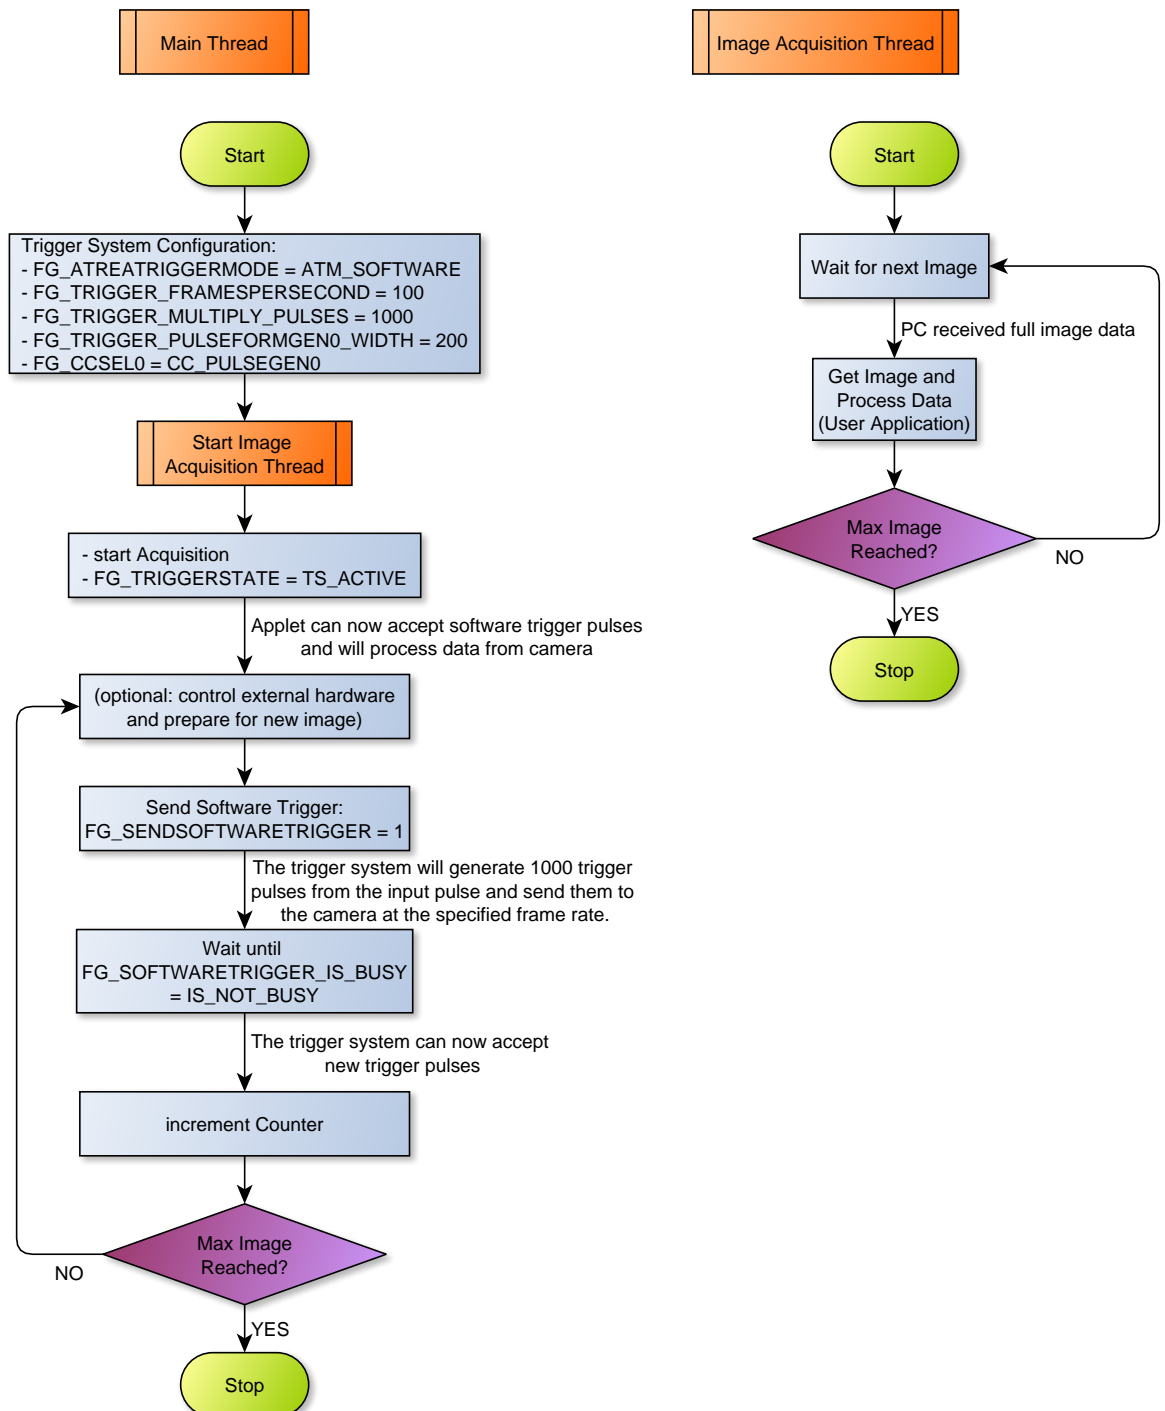 Main Thread
Start
Trigger System Configuration:
- FG_ATREATRIGGERMODE = ATM_SOFTWARE
- FG_TRIGGER_FRAMESPERSECOND = 100
- FG_TRIGGER_MULTIPLY_PULSES = 1000
- FG_TRIGGER_PULSEFORMGEN0_WIDTH = 200
- FG_CCSEL0 = CC_PULSEGEN0
Start Image
Acquisition Thread
- start Acquisition
- FG_TRIGGERSTATE = TS_ACTIVE
Applet can now accept software trigger pulses
and will process data from camera
(optional: control external hardware
and prepare for new image)
Send Software Trigger:
FG_SENDSOFTWARETRIGGER = 1
The trigger system will generate 1000 trigger
pulses from the input pulse and send them to
the camera at the specified frame rate.
Wait until
FG_SOFTWARETRIGGER_IS_BUSY
= IS_NOT_BUSY
The trigger system can now accept
new trigger pulses
increment Counter
Max Image
Reached?
NO
YES
Stop
Image Acquisition Thread
Start
Wait for next Image
PC received full image data
Get Image and
Process Data
(User Application)
Max Image
Reached?
NO
YES
Stop